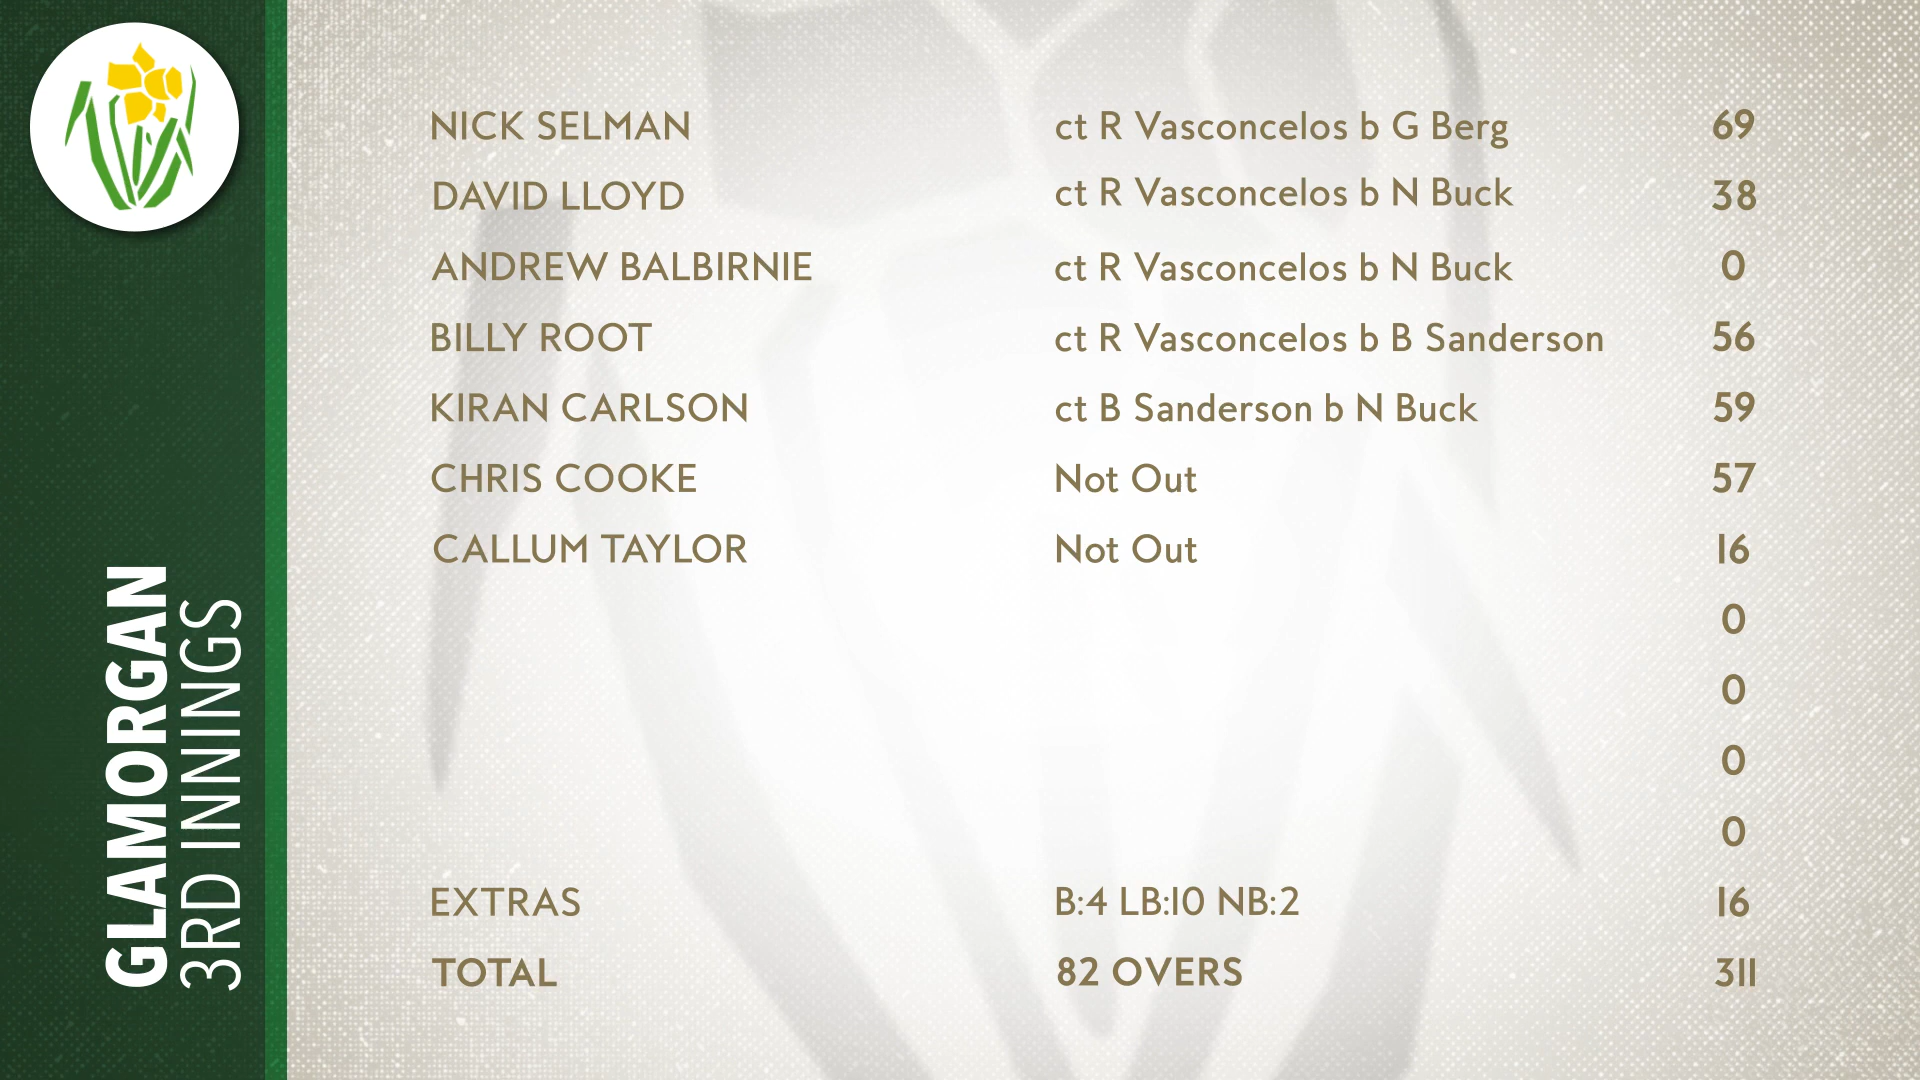 GLAMORGAN
3RD INNINGS
NICK SELMAN ct R Vasconcelos b G Berg 69
DAVID LLOYD ct R Vasconcelos b N Buck 38
ANDREW BALBIRNIE ct R Vasconcelos b N Buck 0
BILLY ROOT ct R Vasconcelos b B Sanderson 56
KIRAN CARLSON ct B Sanderson b N Buck 59
CHRIS COOKE Not Out 57
CALLUM TAYLOR Not Out 16
0
0
0
0
EXTRAS B:4 LB:10 NB:2 16
TOTAL 82 OVERS 311